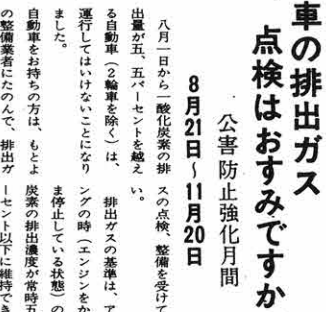 車の排出ガス
点検はおすみですか
公害防止強化月間
8月21日〜11月20日
八月一日から一酸化炭素の排
出量が五、五パーセントを越え
る自動車（2輪車を除く）は、
運行してはいけないことになり
ました。
自動車をお持ちの方は、もよ
の整備業者にたのんで、排出ガ
スの点検、整備を受けて
い。
排出ガスの基準は、ア
ングの時（エンジンをか
ま停止している状態）の
炭素の排出濃度が常時五
ーセント以下に維持でき